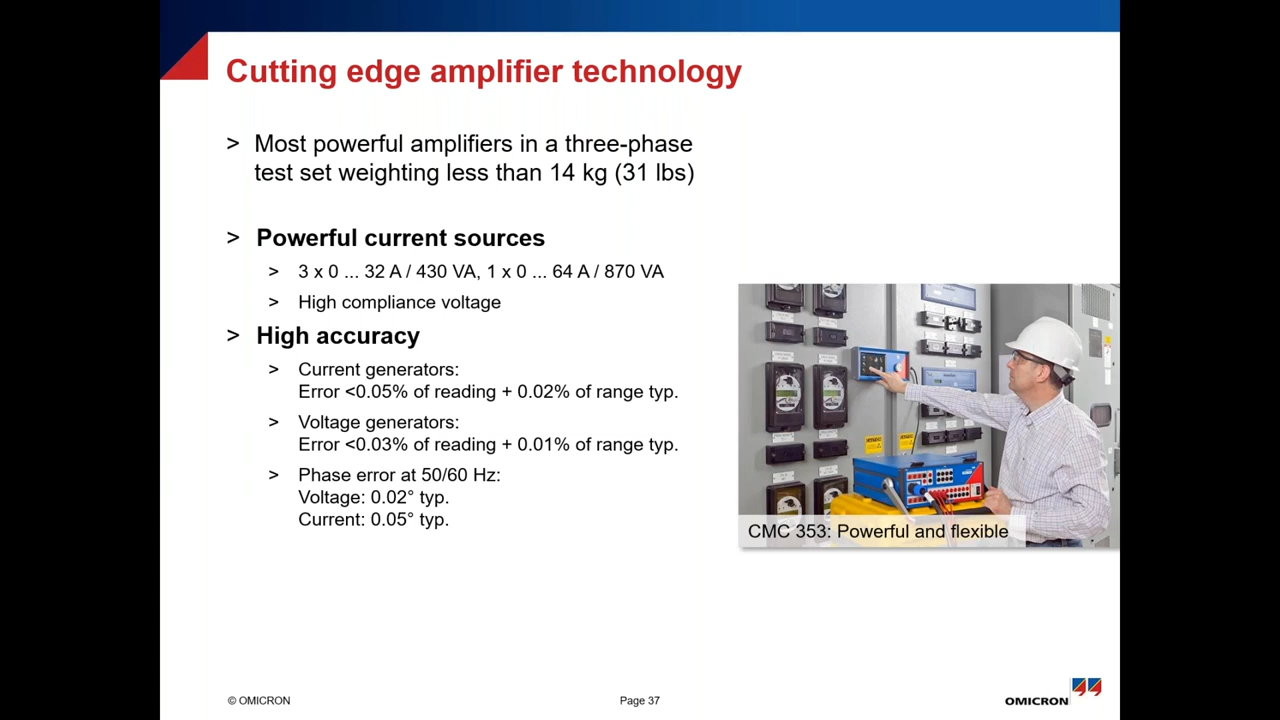 Cutting edge amplifier technology
> Most powerful amplifiers in a three-phase
test set weighting less than 14 kg (31 lbs)
> Powerful current sources
> 3 x 0 ... 32 A / 430 VA, 1 x 0 ... 64 A / 870 VA
> High compliance voltage
> High accuracy
> Current generators:
Error <0.05% of reading + 0.02% of range typ.
> Voltage generators:
Error <0.03% of reading + 0.01% of range typ.
> Phase error at 50/60 Hz:
Voltage: 0.02° typ.
Current: 0.05° typ.
CMC 353: Powerful and flexible
© OMICRON
Page 37
OMICRON